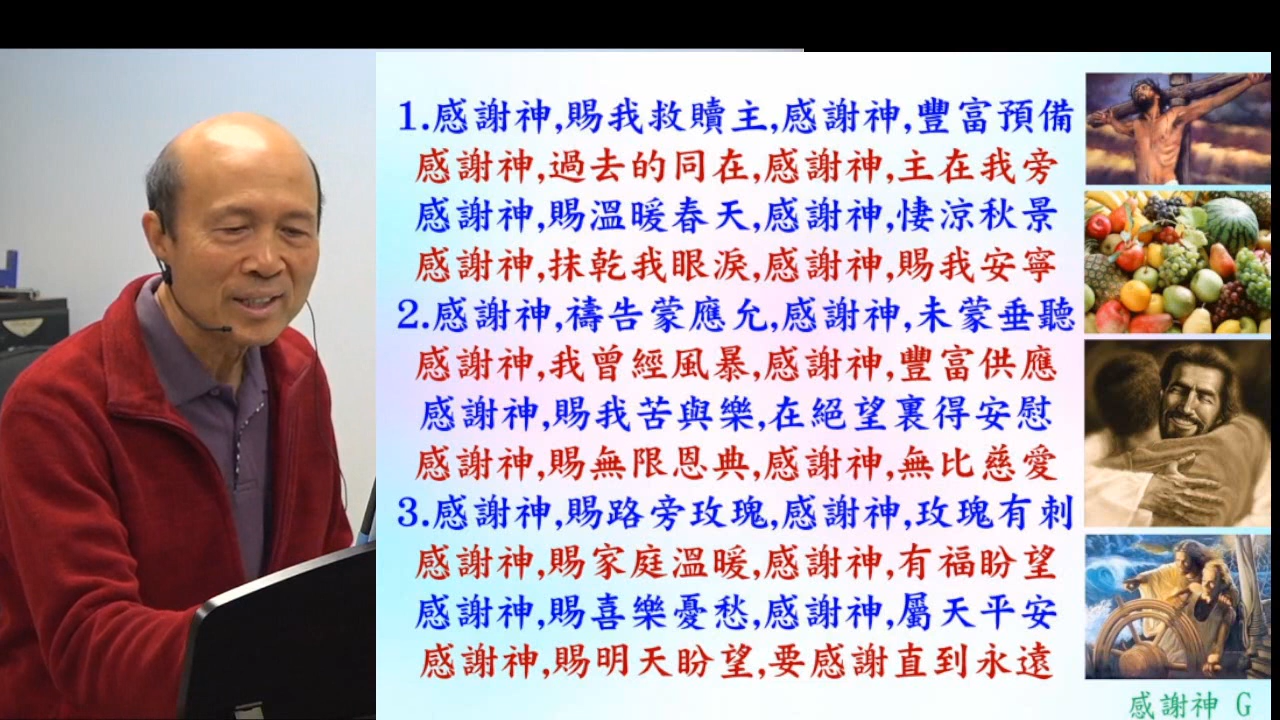 1.感謝神,賜我救贖主,感謝神,豐富預備
感謝神,過去的同在,感謝神,主在我旁
感謝神,賜溫暖春天,感謝神,悽涼秋景
感謝神,抹乾我眼淚,感謝神,賜我安寧
2.感謝神,禱告蒙應允,感謝神,未蒙垂聽
感謝神,我曾經風暴,感謝神,豐富供應
感謝神,賜我苦與樂,在絕望裏得安慰
感謝神,賜無限恩典,感謝神,無比慈愛
3.感謝神,賜路旁玫瑰,感謝神,玫瑰有刺
感謝神,賜家庭溫暖,感謝神,有福盼望
感謝神,賜喜樂憂愁,感謝神,屬天平安
感謝神,賜明天盼望,要感謝直到永遠
感謝神 G